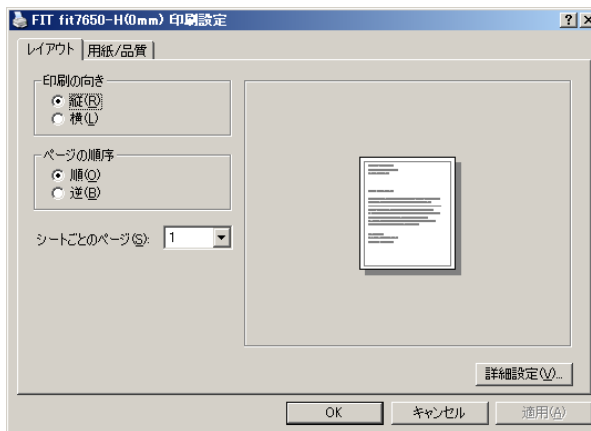 FIT fit7650-H(0mm) 印刷設定
レイアウト 用紙/品質
印刷の向き
縦(R)
横(L)
ページの順序
順(O)
逆(B)
シートごとのページ(S): 1
詳細設定(V)...
OK キャンセル 適用(A)